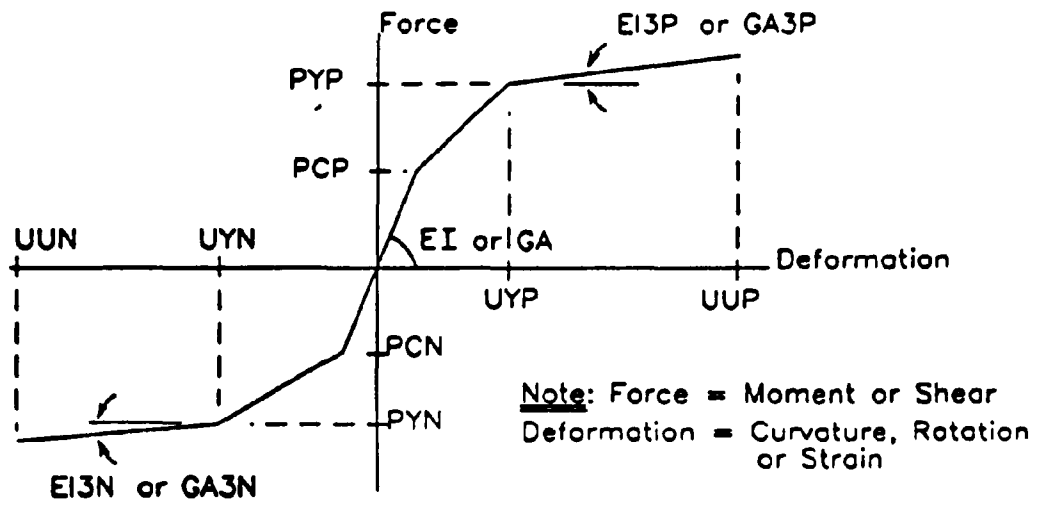 Force
EI3P or GA3P
PYP
PCP
UUN
UYN
EI or GA
Deformation
UYP
UUP
PCN
PYN
Note: Force = Moment or Shear
Deformation = Curvature, Rotation
or Strain
EI3N or GA3N